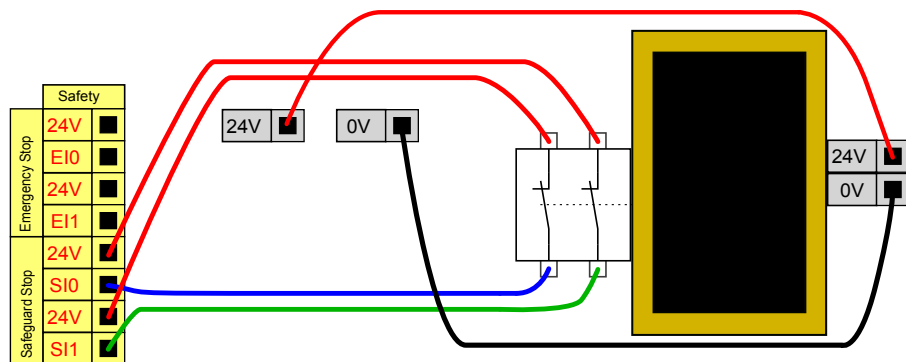 Safety
Emergency Stop
24V
EI0
24V
EI1
Safeguard Stop
24V
SI0
24V
SI1
24V
0V
24V
0V